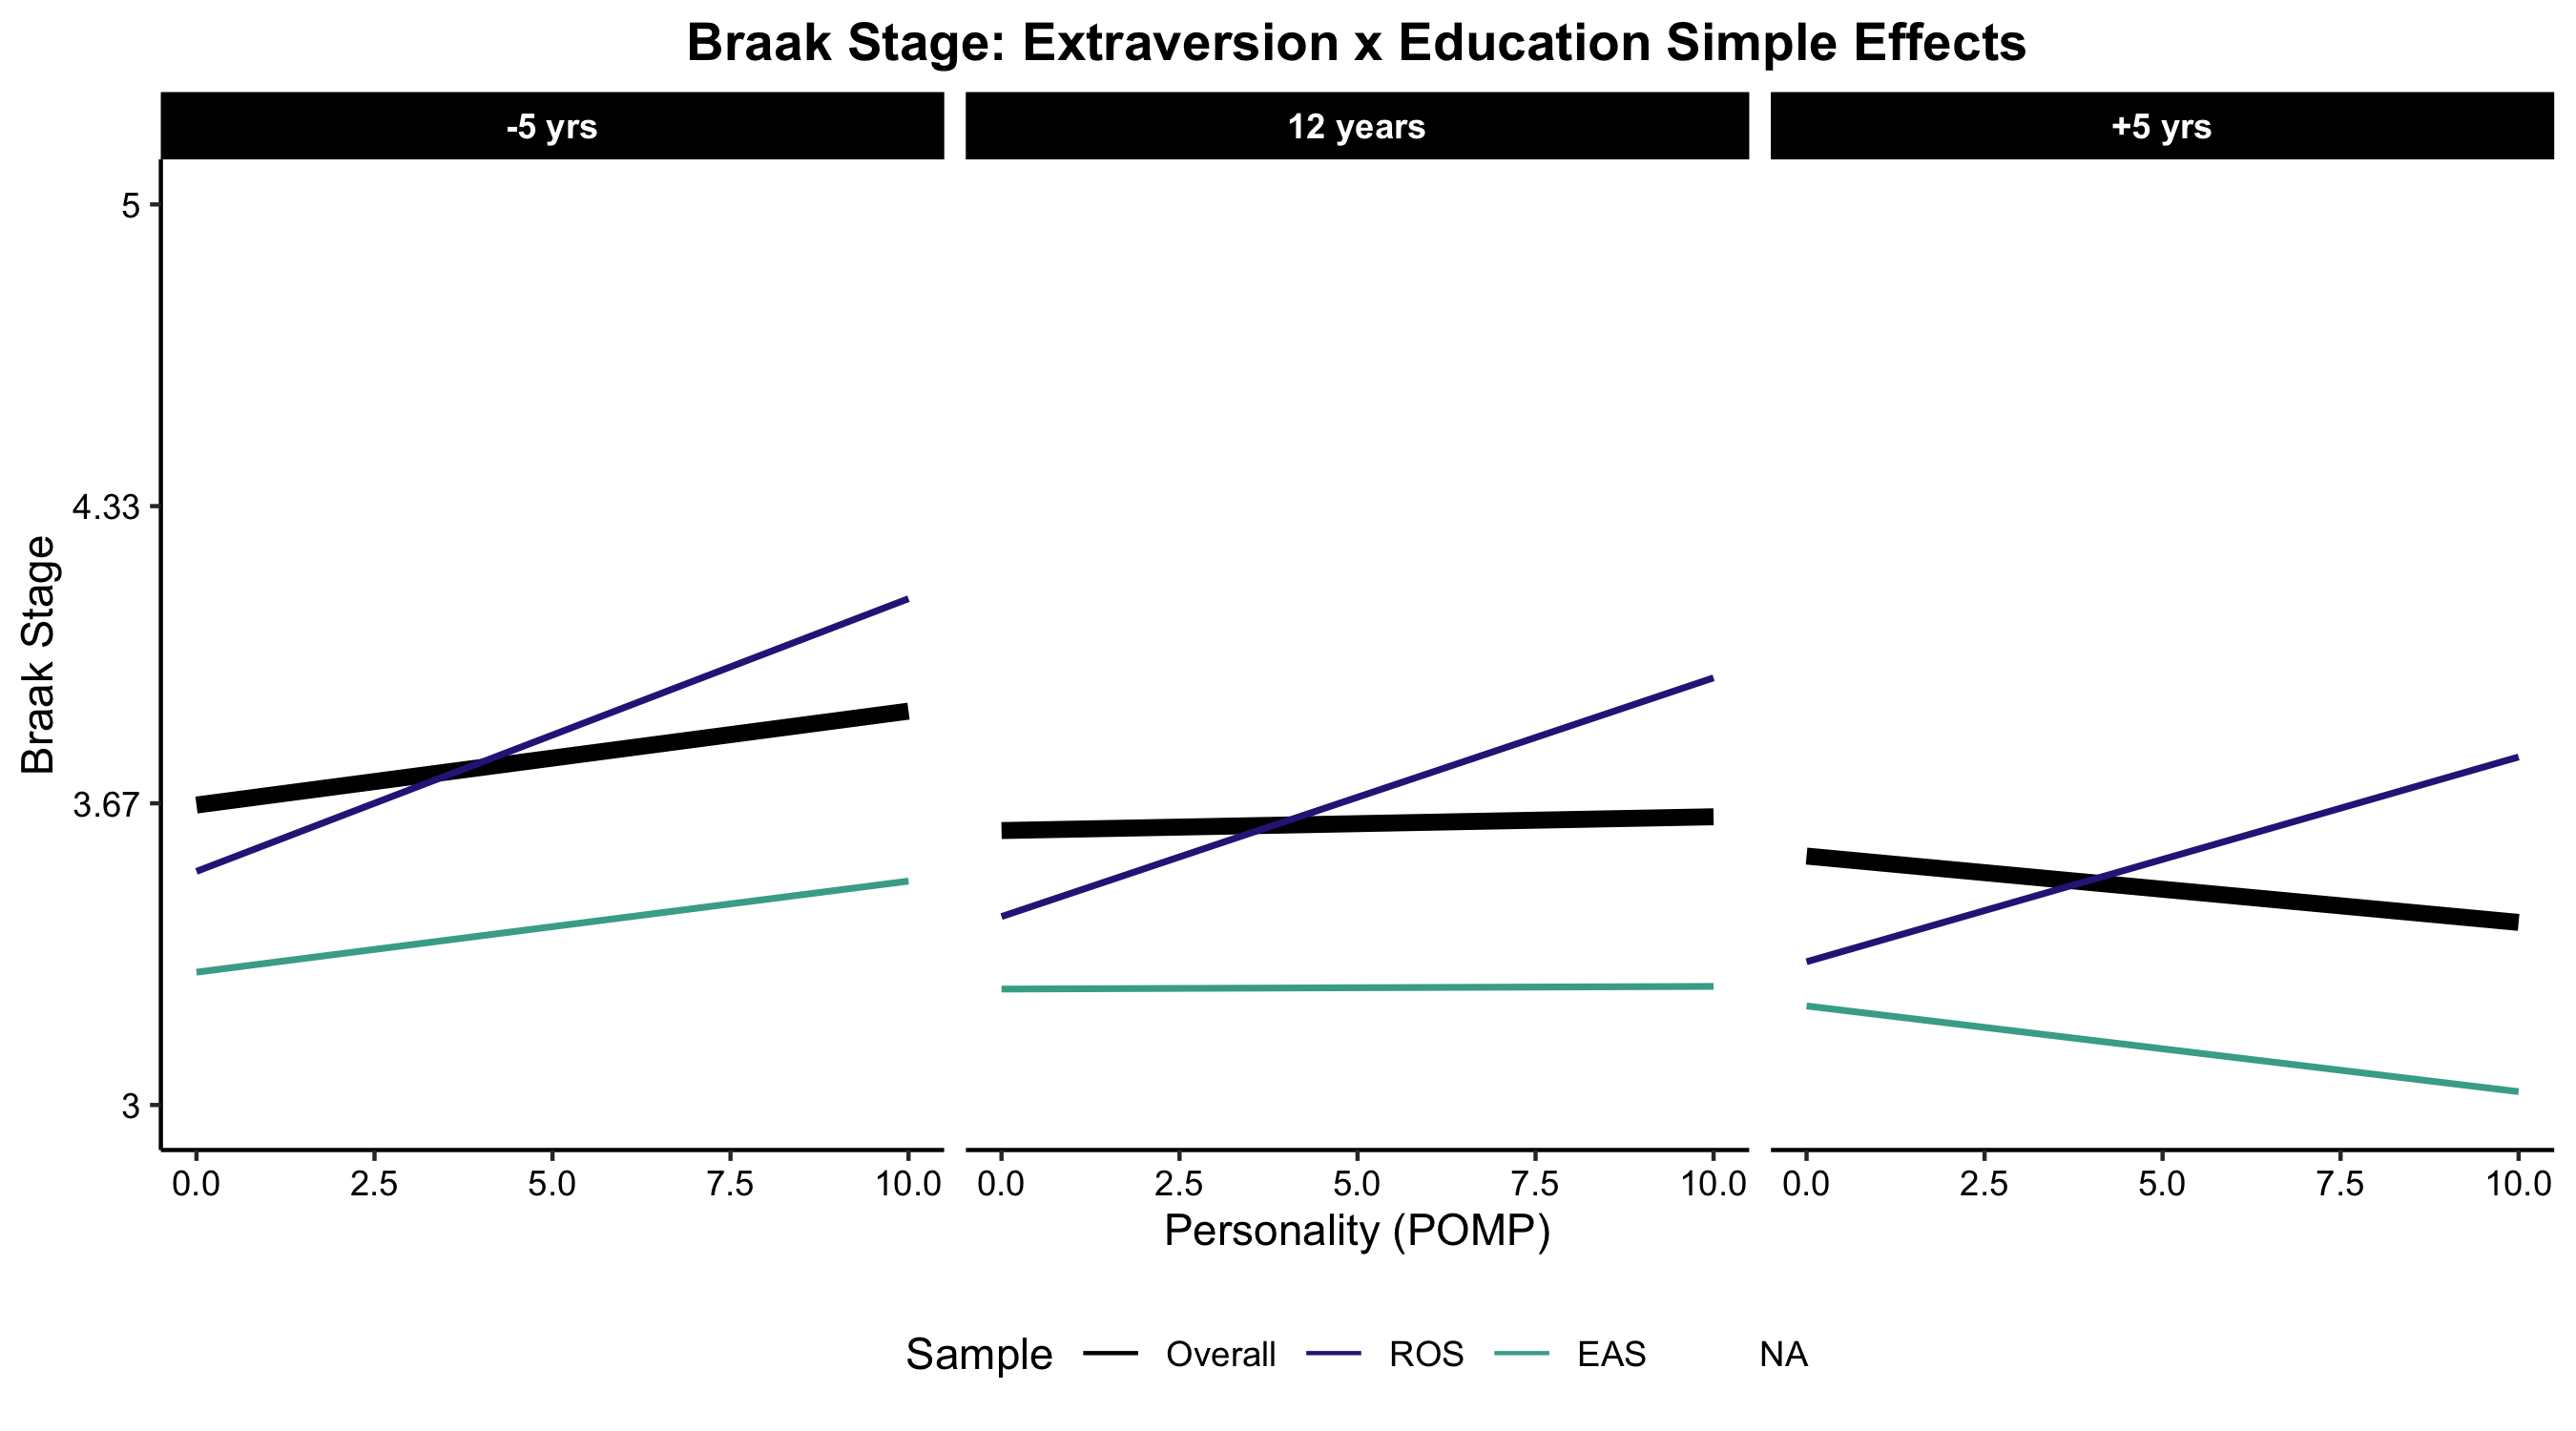 Braak Stage: Extraversion x Education Simple Effects
-5 yrs 12 years +5 yrs
Braak Stage
5
4.33
3.67
3
0.0 2.5 5.0 7.5 10.0 0.0 2.5 5.0 7.5 10.0 0.0 2.5 5.0 7.5 10.0
Personality (POMP)
Sample Overall ROS EAS NA